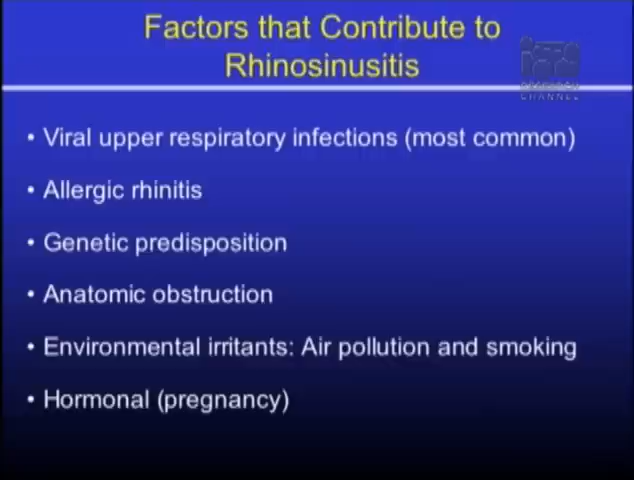 Factors that Contribute to
Rhinosinusitis
CHANNEL
• Viral upper respiratory infections (most common)
• Allergic rhinitis
• Genetic predisposition
• Anatomic obstruction
• Environmental irritants: Air pollution and smoking
• Hormonal (pregnancy)